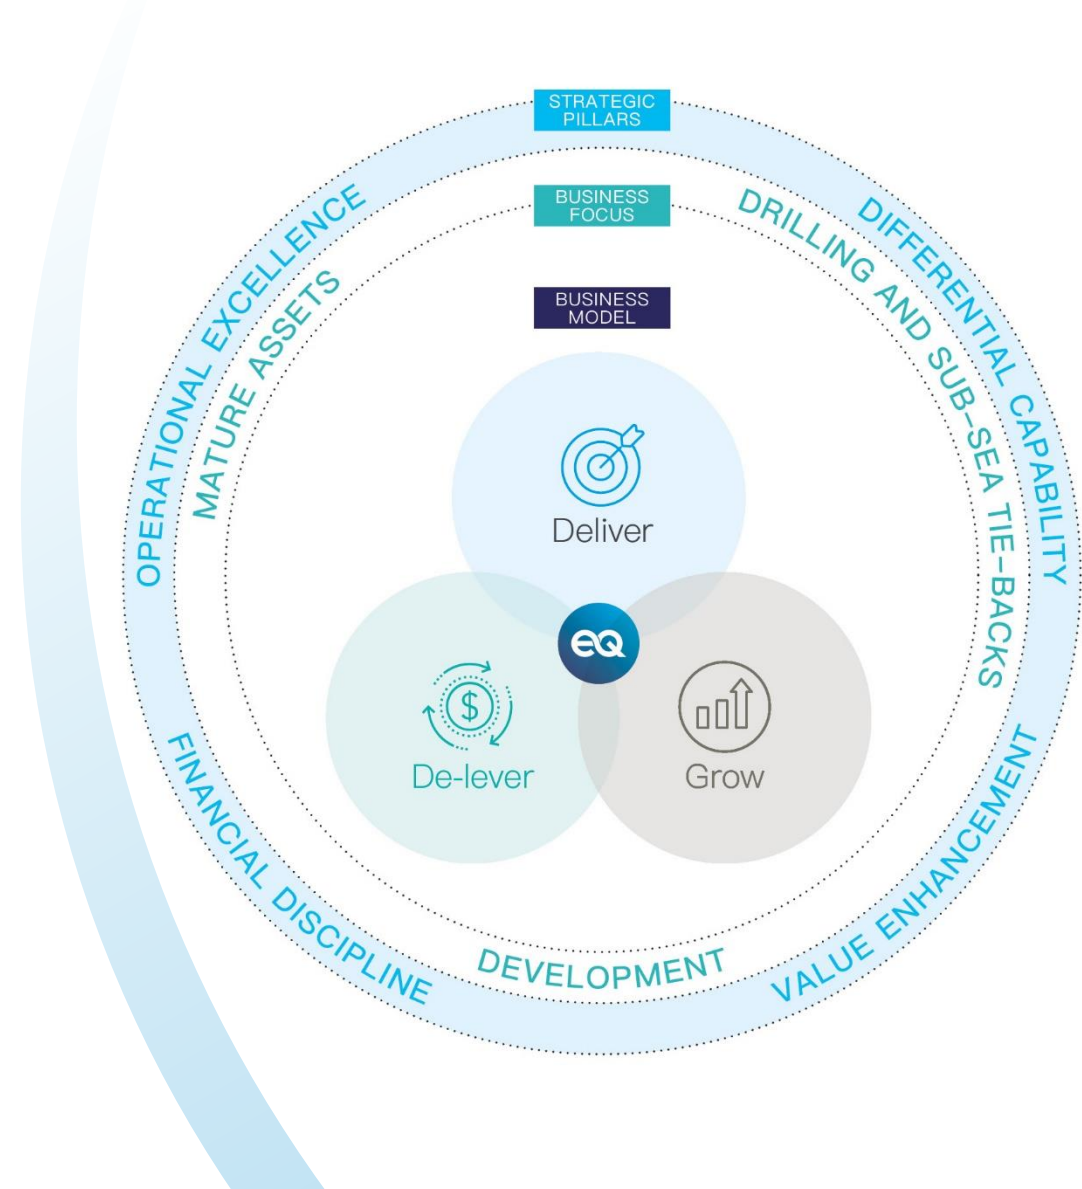 STRATEGIC
PILLARS
OPERATIONAL EXCELLENCE
DIFFERENTIAL CAPABILITY
FINANCIAL DISCIPLINE
VALUE ENHANCEMENT
BUSINESS
FOCUS
MATURE ASSETS
DRILLING AND SUB-SEA TIE-BACKS
DEVELOPMENT
BUSINESS
MODEL
Deliver
eQ
$
De-lever
Grow